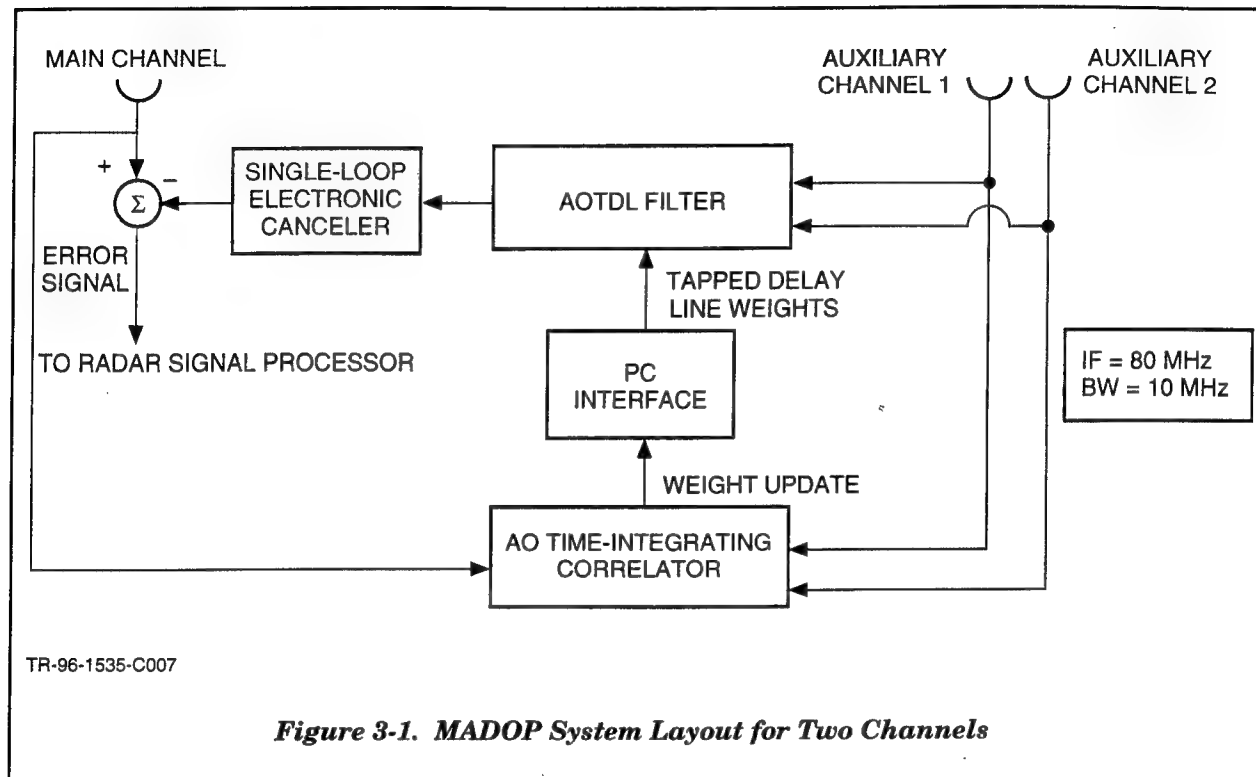 MAIN CHANNEL
AUXILIARY
CHANNEL 1
AUXILIARY
CHANNEL 2
+
−
Σ
SINGLE-LOOP
ELECTRONIC
CANCELER
AOTDL FILTER
ERROR
SIGNAL
TAPPED DELAY
LINE WEIGHTS
TO RADAR SIGNAL PROCESSOR
PC
INTERFACE
IF = 80 MHz
BW = 10 MHz
WEIGHT UPDATE
AO TIME-INTEGRATING
CORRELATOR
TR-96-1535-C007
Figure 3-1. MADOP System Layout for Two Channels